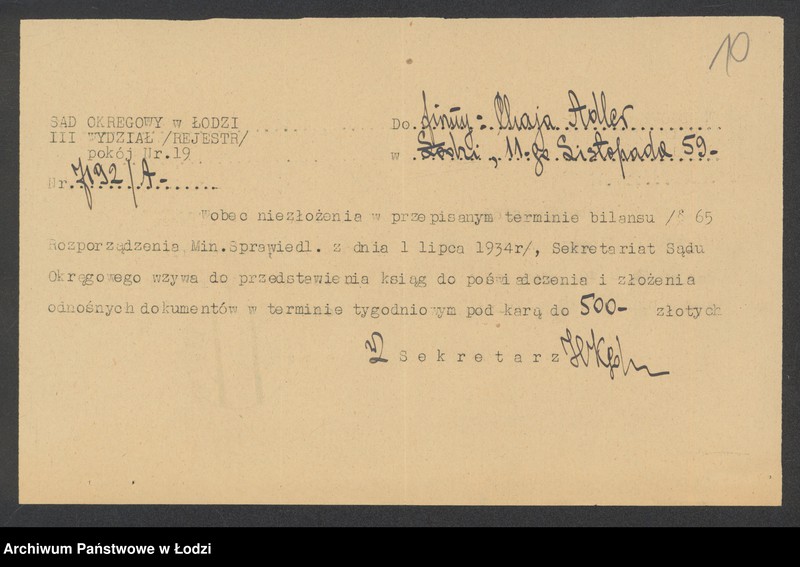 10
SĄD OKRĘGOWY w ŁODZI
III WYDZIAŁ /REJESTR/
pokój Nr.19
Nr. 7192/A-
Do firmy: Chaja Adler
w Łodzi, 11-go Listopada 59-
Wobec niezłożenia w przepisanym terminie bilansu /§ 65
Rozporządzenia Min.Sprawiedl. z dnia 1 lipca 1934r/, Sekretariat Sądu
Okręgowego wzywa do przedstawienia ksiąg do poświadczenia i złożenia
odnośnych dokumentów w terminie tygodniowym pod karą do 500- złotych
Sekretarz
Archiwum Państwowe w Łodzi